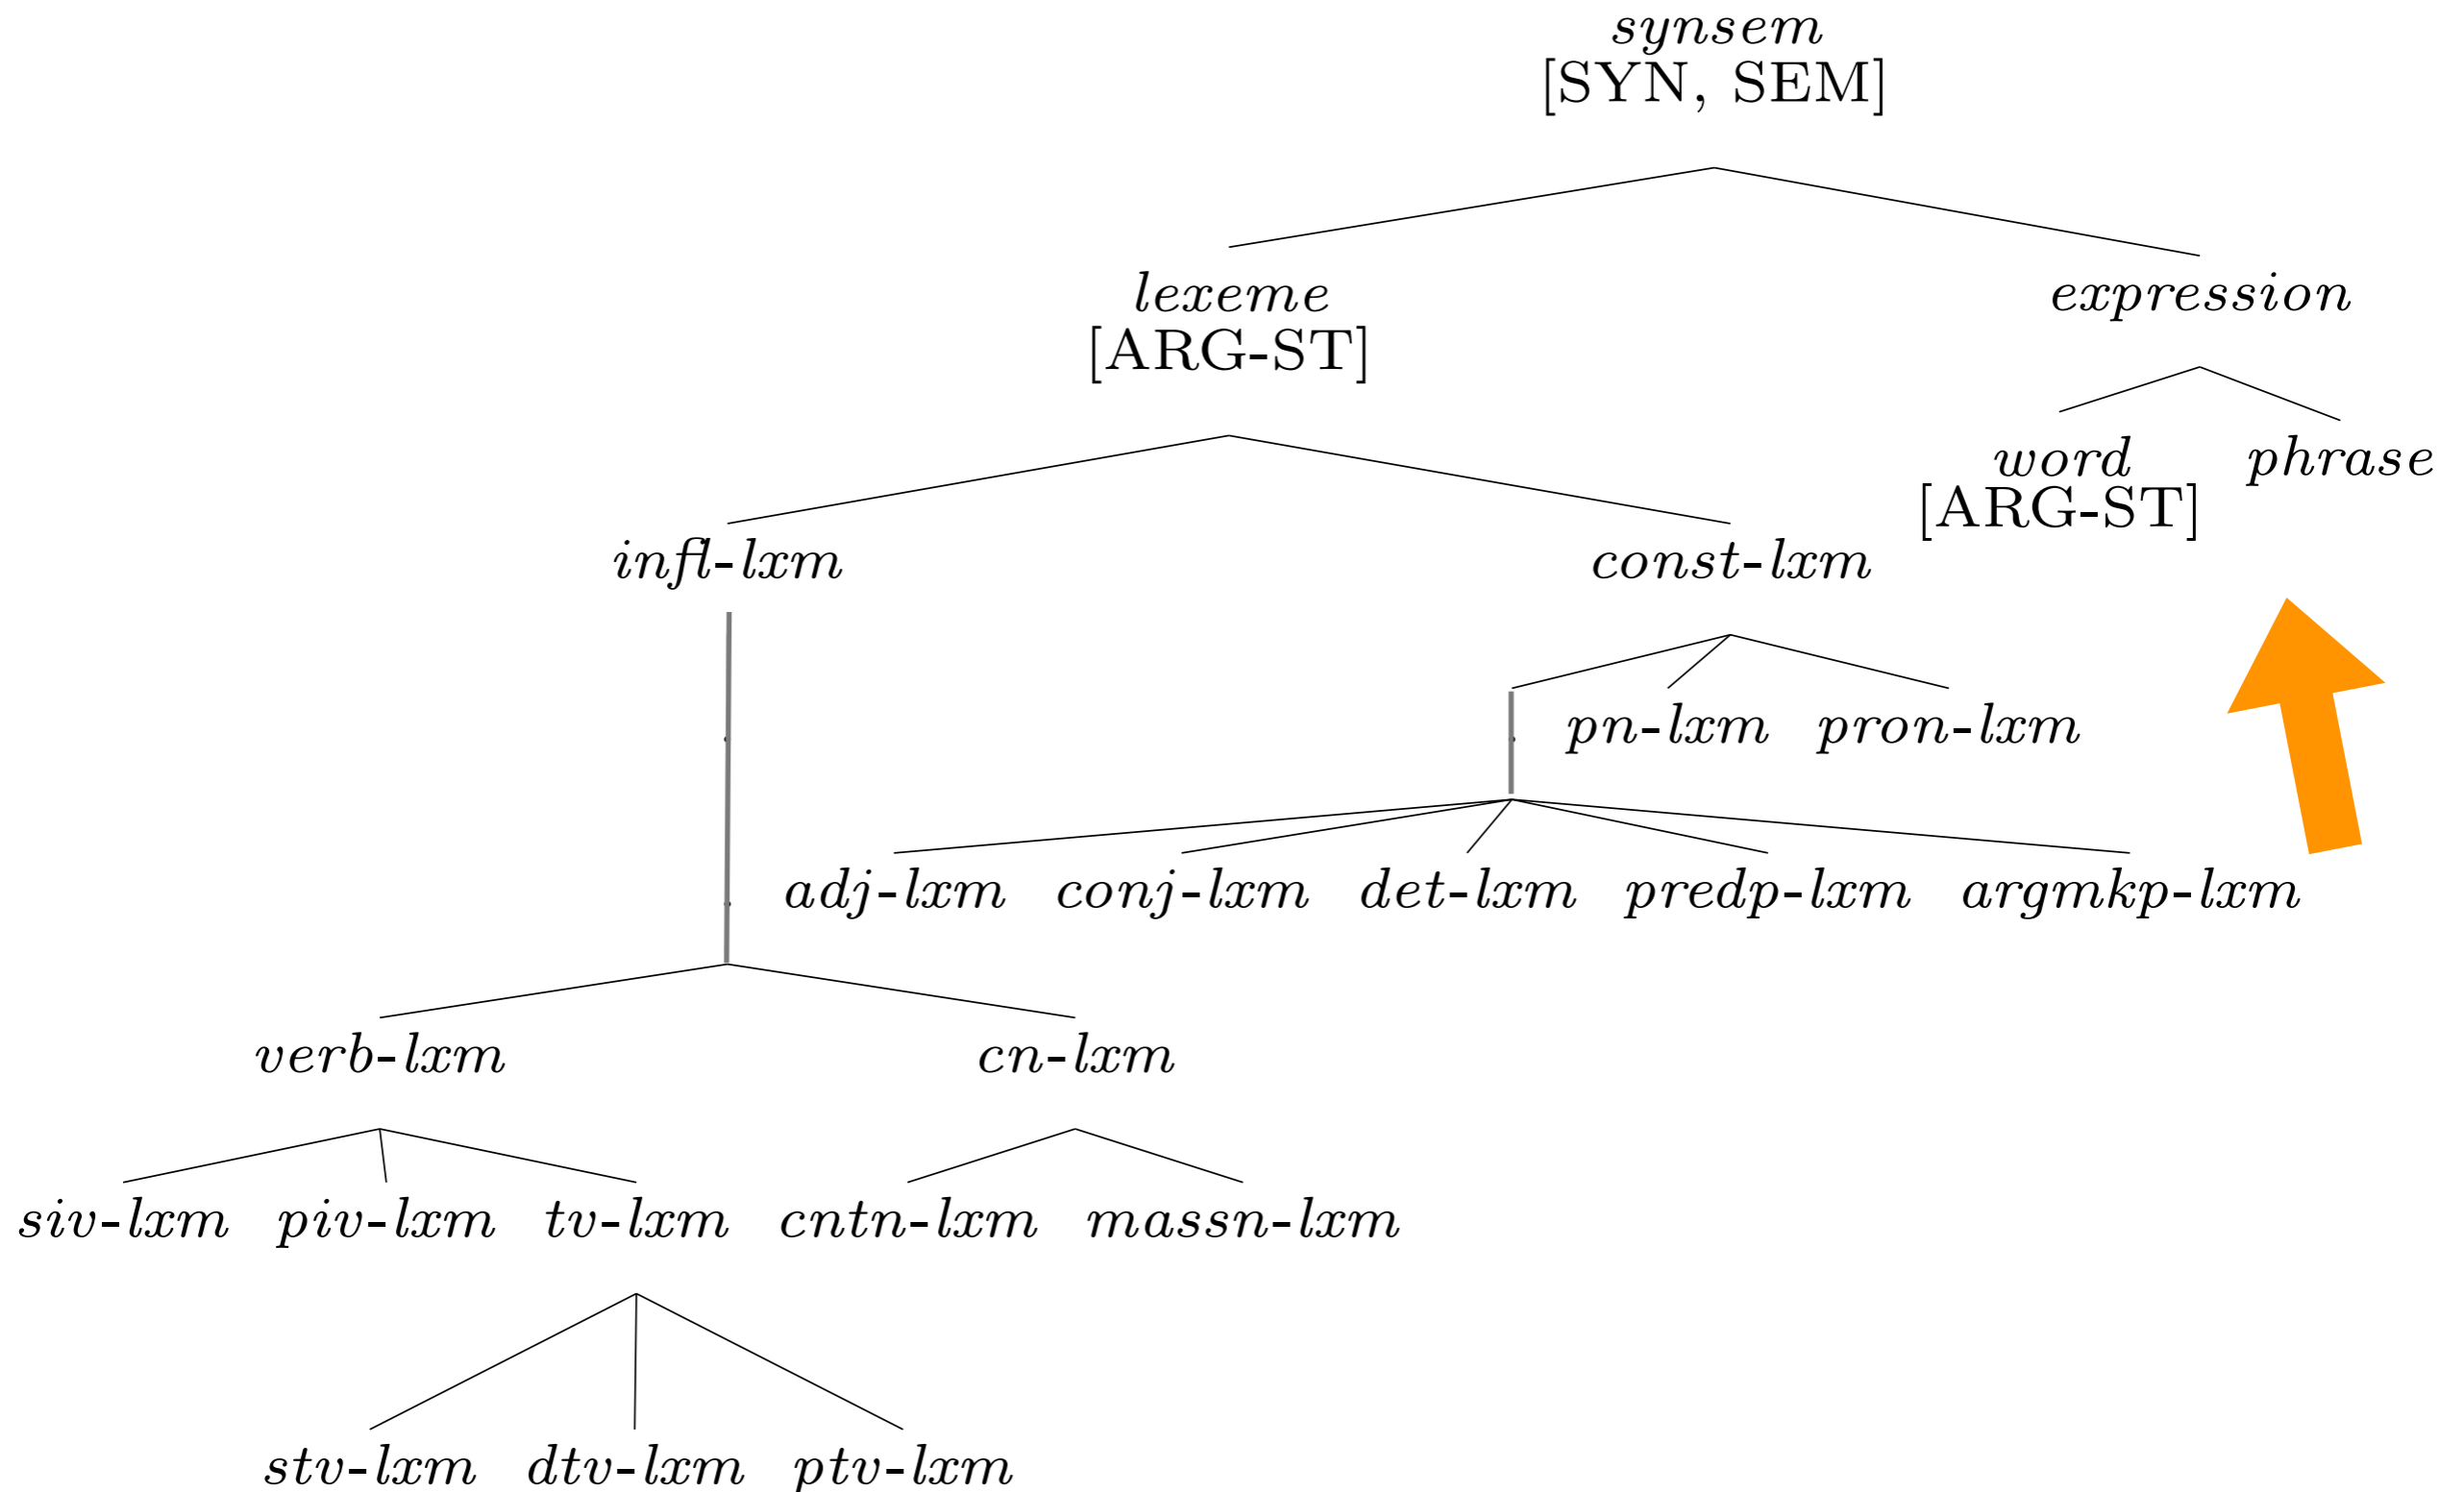 synsem
[SYN, SEM]
lexeme
[ARG-ST]
expression
word
[ARG-ST]
phrase
infl-lxm
const-lxm
pn-lxm
pron-lxm
adj-lxm
conj-lxm
det-lxm
predp-lxm
argmkp-lxm
verb-lxm
cn-lxm
siv-lxm
piv-lxm
tv-lxm
cntn-lxm
massn-lxm
stv-lxm
dtv-lxm
ptv-lxm